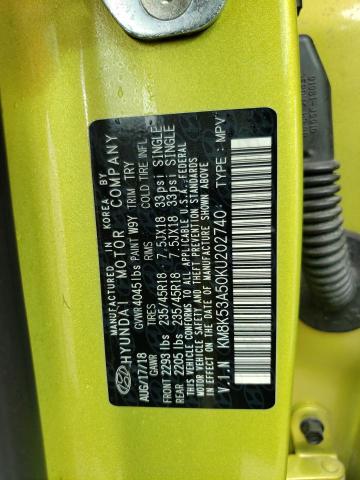 MANUFACTURED IN KOREA BY
HYUNDAI MOTOR COMPANY
AUG/17/18 GVWR 4045 lbs PAINT W9Y TRIM TRY
GAWR TIRES RMS COLD TIRE INFL.
FRONT 2293 lbs 235/45R18 7.5JX18 33psi SINGLE
REAR 2205 lbs 235/45R18 7.5JX18 33psi SINGLE
THIS VEHICLE CONFORMS TO ALL APPLICABLE U.S.A. FEDERAL
MOTOR VEHICLE SAFETY AND THEFT PREVENTION STANDARDS
IN EFFECT ON THE DATE OF MANUFACTURE SHOWN ABOVE.
V.I.N : KM8K53A50KU202740 TYPE : MPV